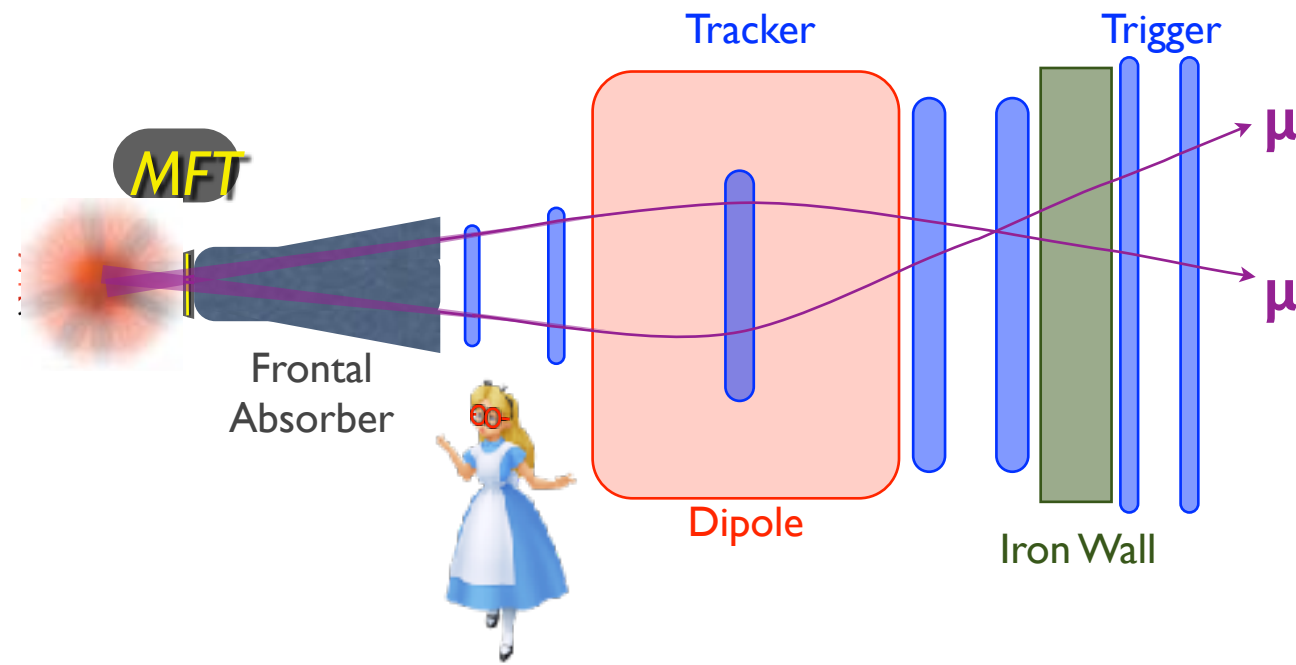 Tracker
Trigger
MFT
μ
μ
Frontal
Absorber
Dipole
Iron Wall